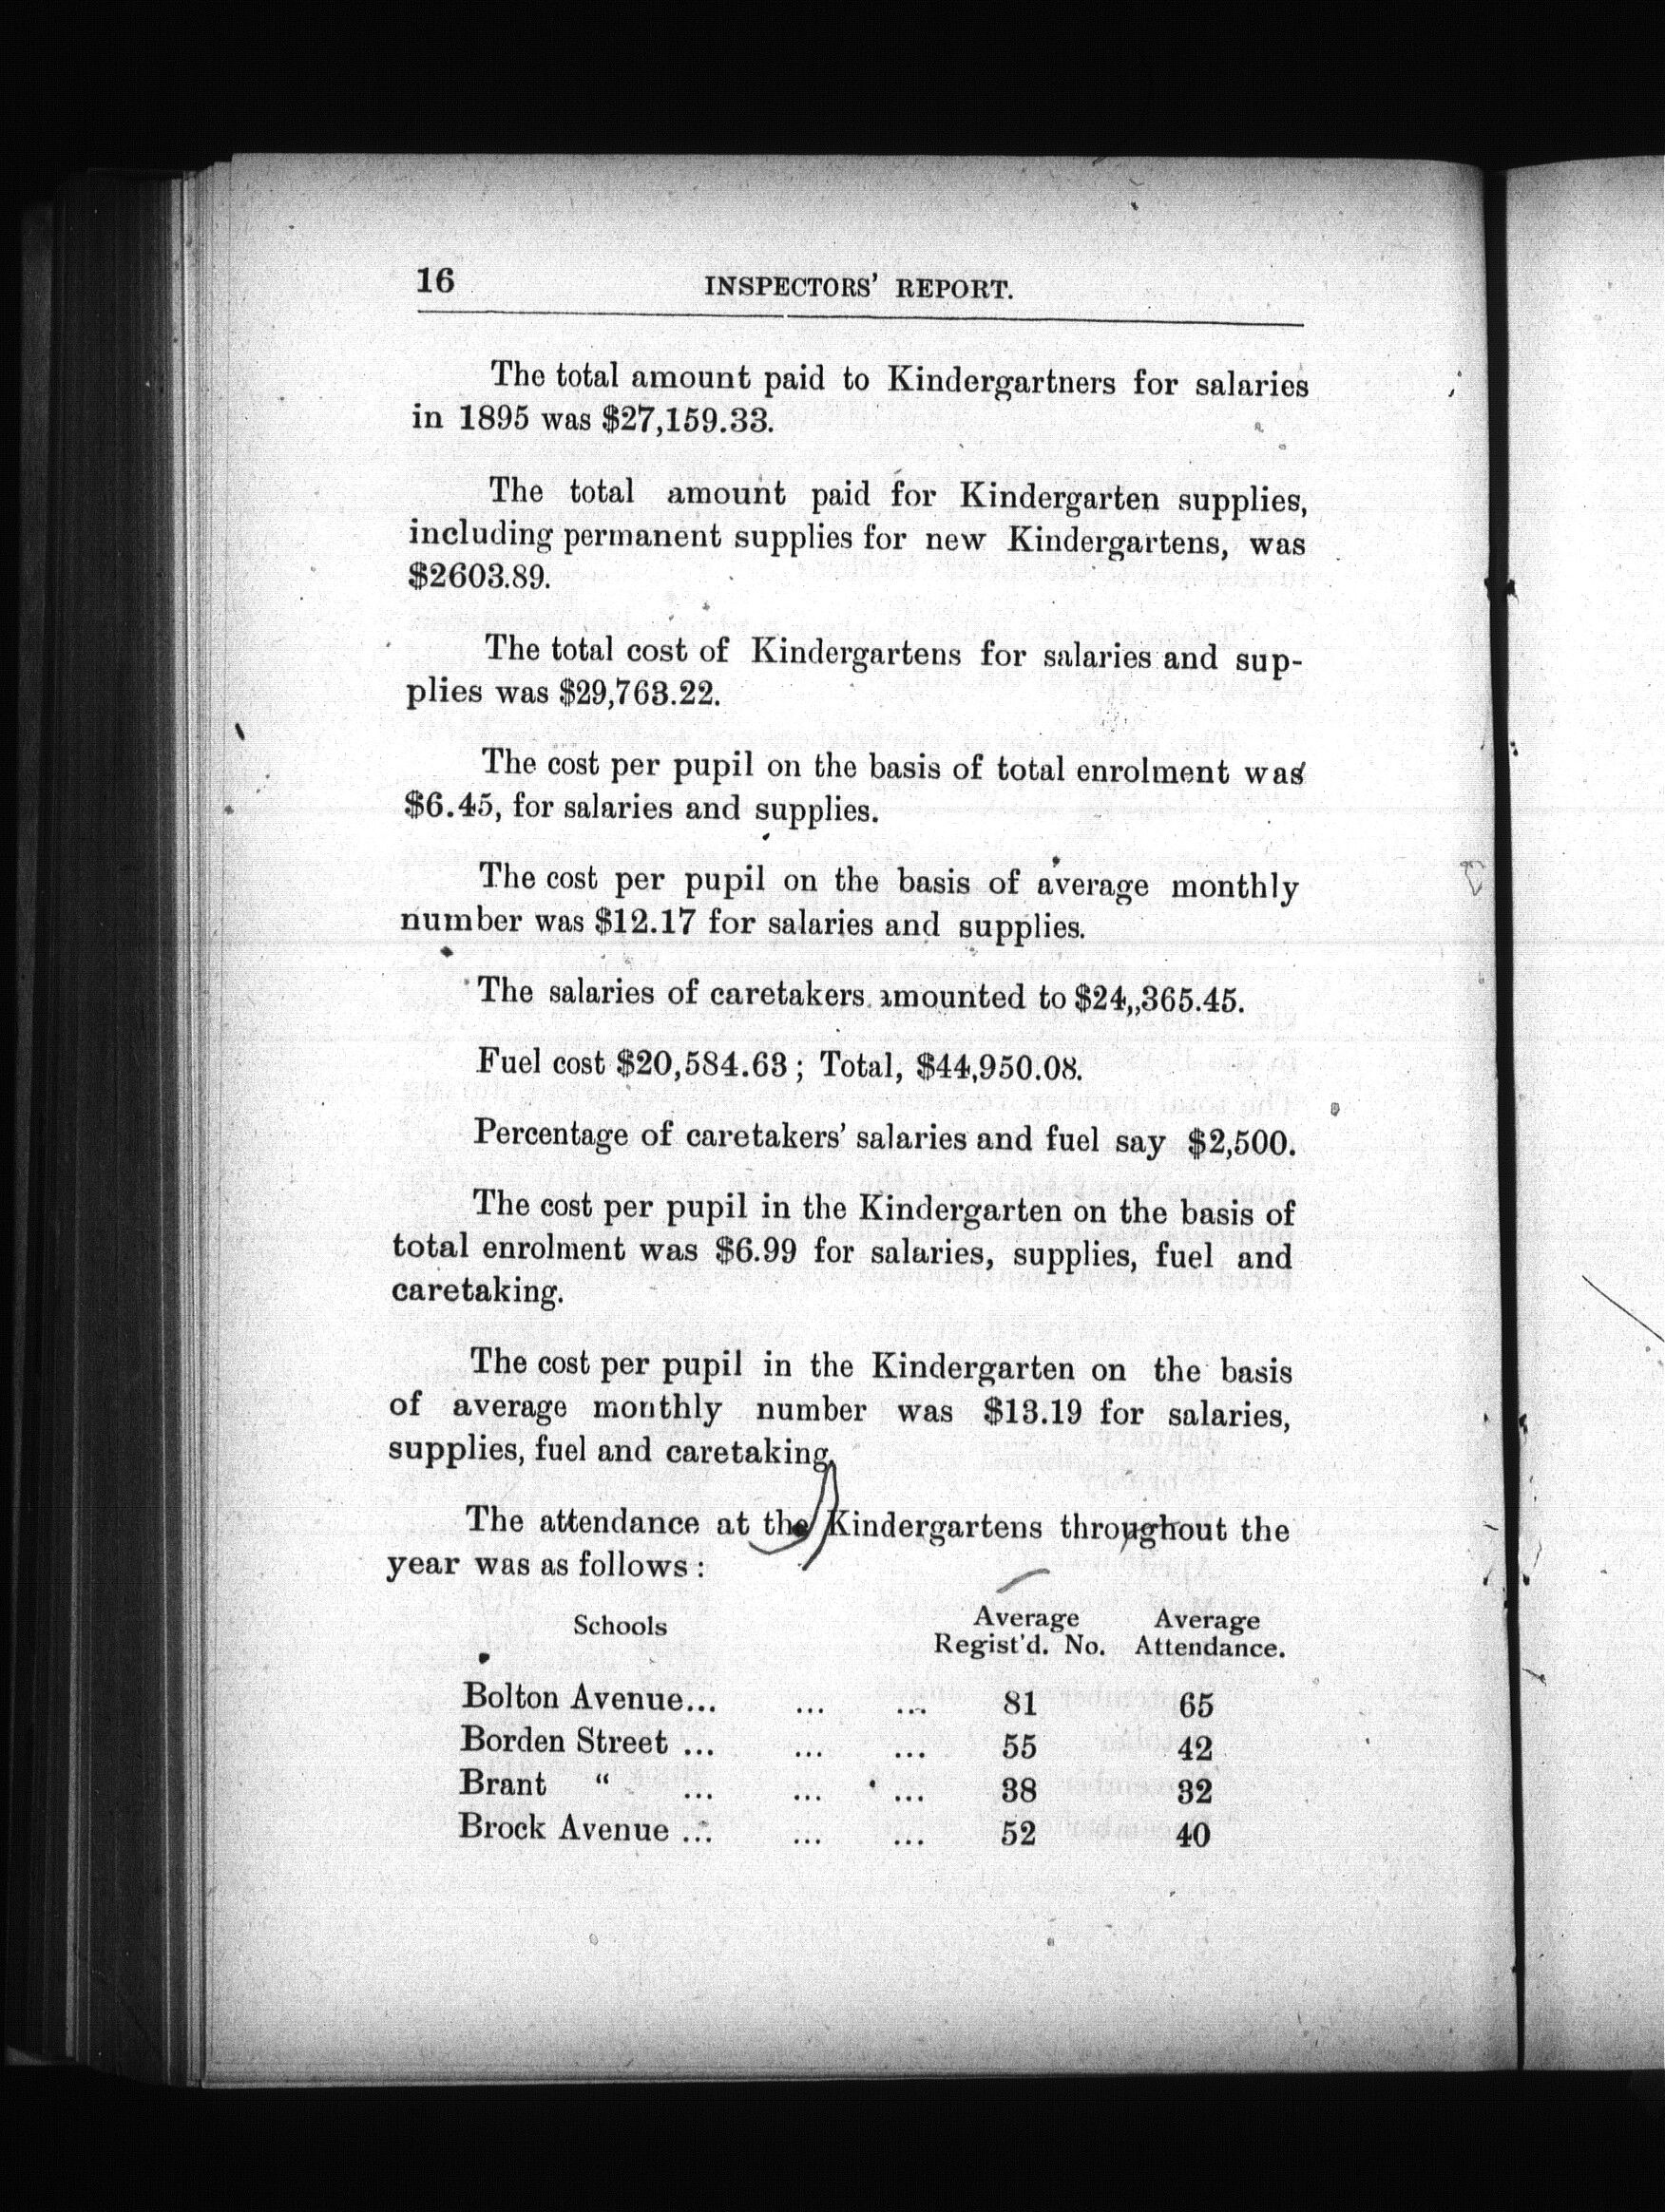 16 INSPECTORS' REPORT.
The total amount paid to Kindergartners for salaries
in 1895 was $27,159.33.
The total amount paid for Kindergarten supplies,
including permanent supplies for new Kindergartens, was
$2603.89.
The total cost of Kindergartens for salaries and sup-
plies was $29,763.22.
The cost per pupil on the basis of total enrolment was
$6.45, for salaries and supplies.
The cost per pupil on the basis of average monthly
number was $12.17 for salaries and supplies.
The salaries of caretakers amounted to $24,,365.45.
Fuel cost $20,584.63; Total, $44,950.08.
Percentage of caretakers' salaries and fuel say $2,500.
The cost per pupil in the Kindergarten on the basis of
total enrolment was $6.99 for salaries, supplies, fuel and
caretaking.
The cost per pupil in the Kindergarten on the basis
of average monthly number was $13.19 for salaries,
supplies, fuel and caretaking.
The attendance at the Kindergartens throughout the
year was as follows:
Schools Average Average
Regist'd. No. Attendance.
Bolton Avenue... ... ... 81 65
Borden Street ... ... ... 55 42
Brant " ... ... ... 38 32
Brock Avenue ... ... ... 52 40